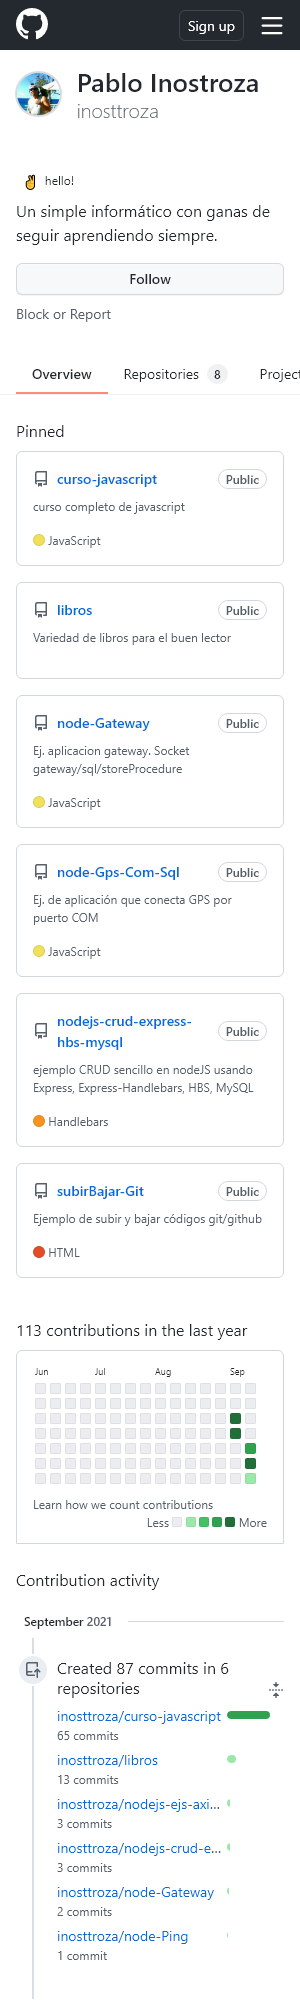 Sign up
Pablo Inostroza
inosttroza
✌ hello!
Un simple informático con ganas de
seguir aprendiendo siempre.
Follow
Block or Report
Overview Repositories 8 Project
Pinned
curso-javascript Public
curso completo de javascript
JavaScript
libros Public
Variedad de libros para el buen lector
node-Gateway Public
Ej. aplicacion gateway. Socket
gateway/sql/storeProcedure
JavaScript
node-Gps-Com-Sql Public
Ej. de aplicación que conecta GPS por
puerto COM
JavaScript
nodejs-crud-express-
hbs-mysql Public
ejemplo CRUD sencillo en nodeJS usando
Express, Express-Handlebars, HBS, MySQL
Handlebars
subirBajar-Git Public
Ejemplo de subir y bajar códigos git/github
HTML
113 contributions in the last year
Jun Jul Aug Sep
Learn how we count contributions
Less More
Contribution activity
September 2021
Created 87 commits in 6
repositories
inosttroza/curso-javascript
65 commits
inosttroza/libros
13 commits
inosttroza/nodejs-ejs-axi...
3 commits
inosttroza/nodejs-crud-e...
3 commits
inosttroza/node-Gateway
2 commits
inosttroza/node-Ping
1 commit